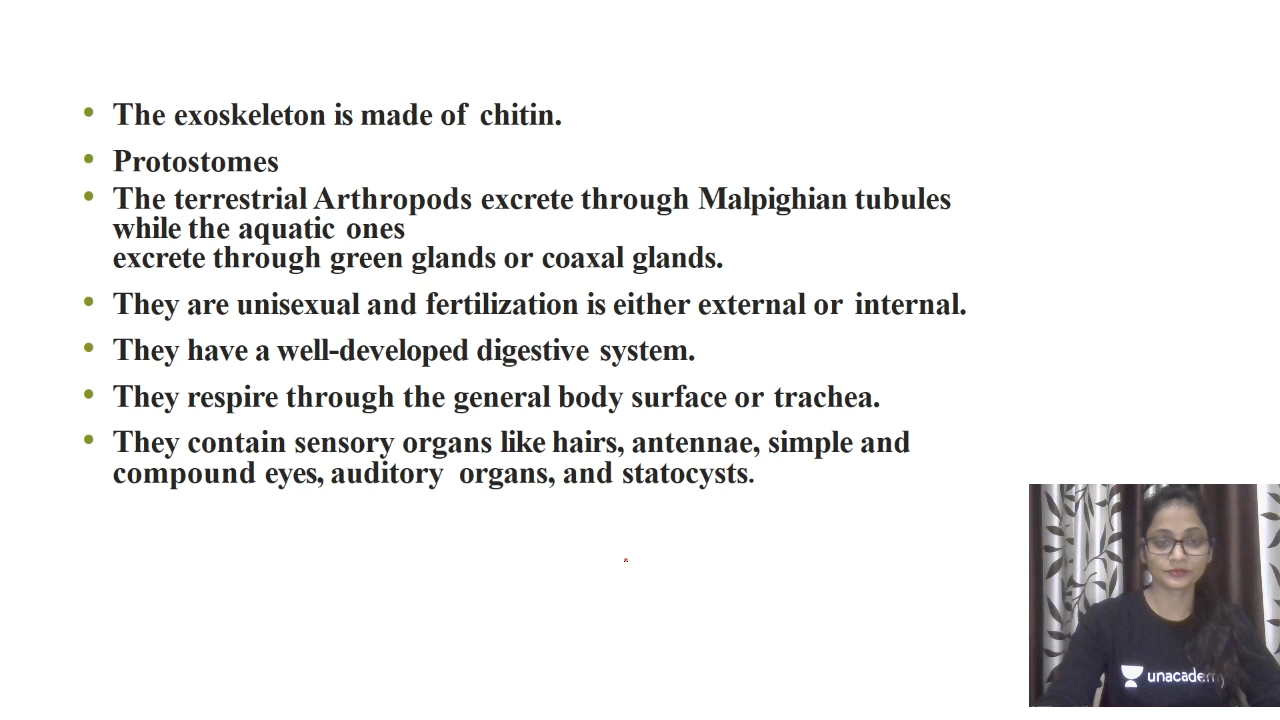 The exoskeleton is made of chitin.
Protostomes
The terrestrial Arthropods excrete through Malpighian tubules
while the aquatic ones
excrete through green glands or coaxal glands.
They are unisexual and fertilization is either external or internal.
They have a well-developed digestive system.
They respire through the general body surface or trachea.
They contain sensory organs like hairs, antennae, simple and
compound eyes, auditory organs, and statocysts.
unacademy